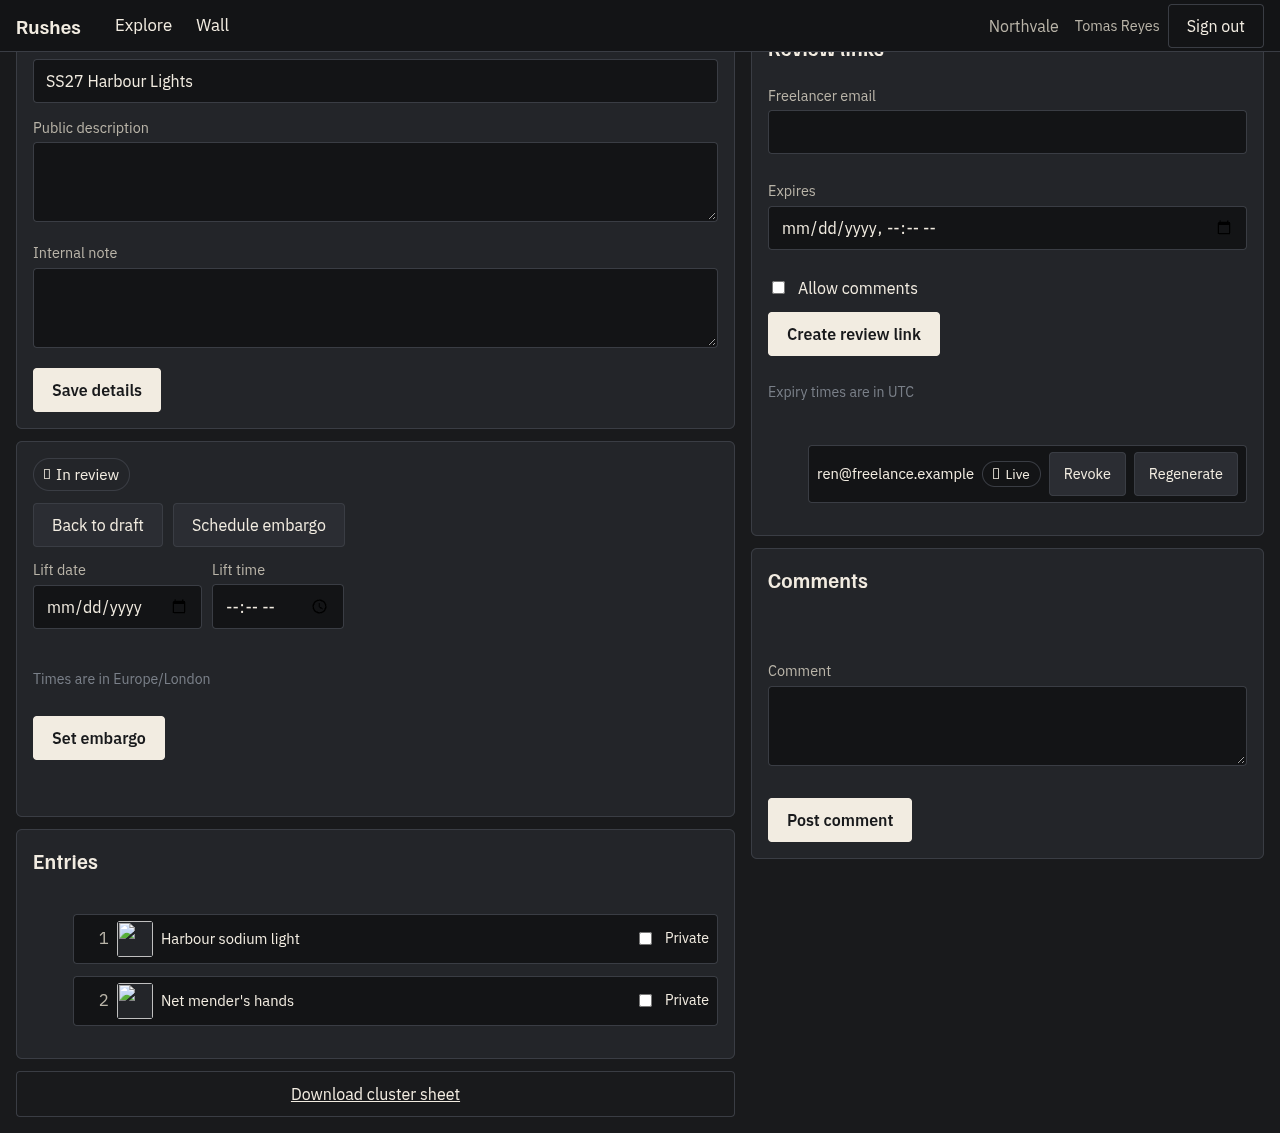 Rushes
Explore
Wall
Northvale
Tomas Reyes
Sign out
SS27 Harbour Lights
Public description
Internal note
Save details
In review
Back to draft
Schedule embargo
Lift date
Lift time
mm/dd/yyyy
--:-- --
Times are in Europe/London
Set embargo
Entries
1 Harbour sodium light Private
2 Net mender's hands Private
Download cluster sheet
Review links
Freelancer email
Expires
mm/dd/yyyy, --:-- --
Allow comments
Create review link
Expiry times are in UTC
ren@freelance.example Live Revoke Regenerate
Comments
Comment
Post comment